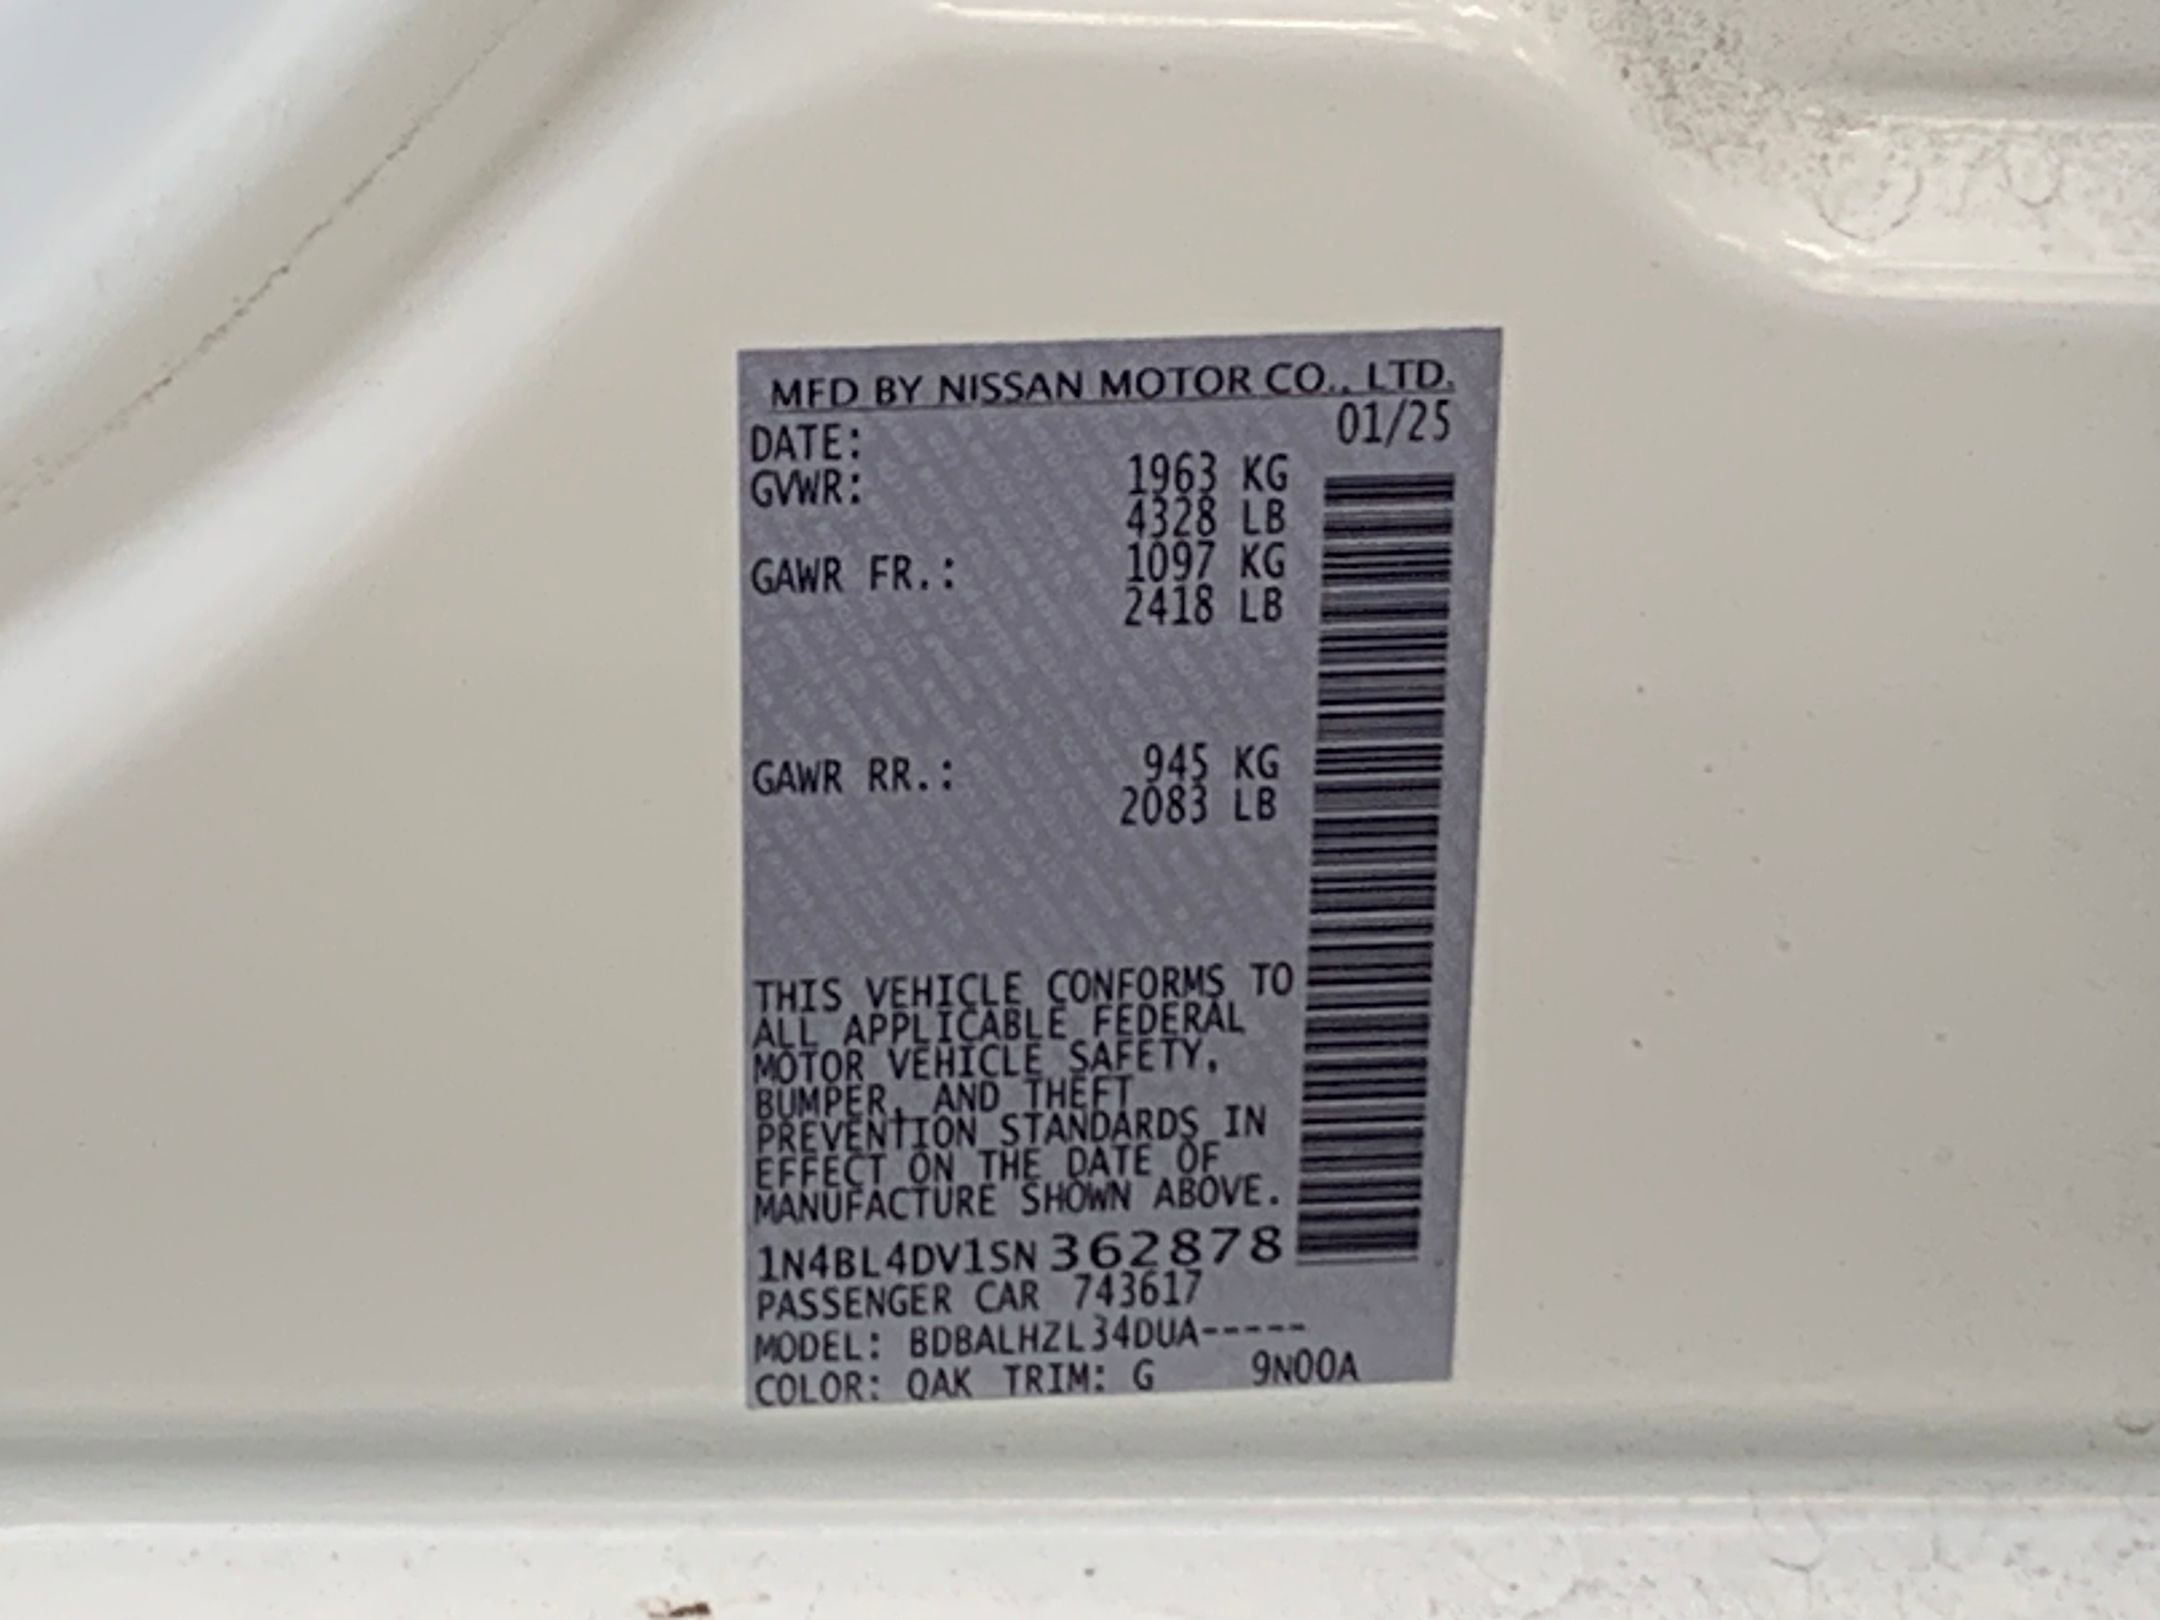 MFD BY NISSAN MOTOR CO., LTD.
DATE: 01/25
GVWR: 1963 KG
4328 LB
GAWR FR.: 1097 KG
2418 LB
GAWR RR.: 945 KG
2083 LB
THIS VEHICLE CONFORMS TO
ALL APPLICABLE FEDERAL
MOTOR VEHICLE SAFETY,
BUMPER, AND THEFT
PREVENTION STANDARDS IN
EFFECT ON THE DATE OF
MANUFACTURE SHOWN ABOVE.
1N4BL4DV1SN362878
PASSENGER CAR 743617
MODEL: BDBALHZL34DUA-----
COLOR: QAK TRIM: G 9N00A